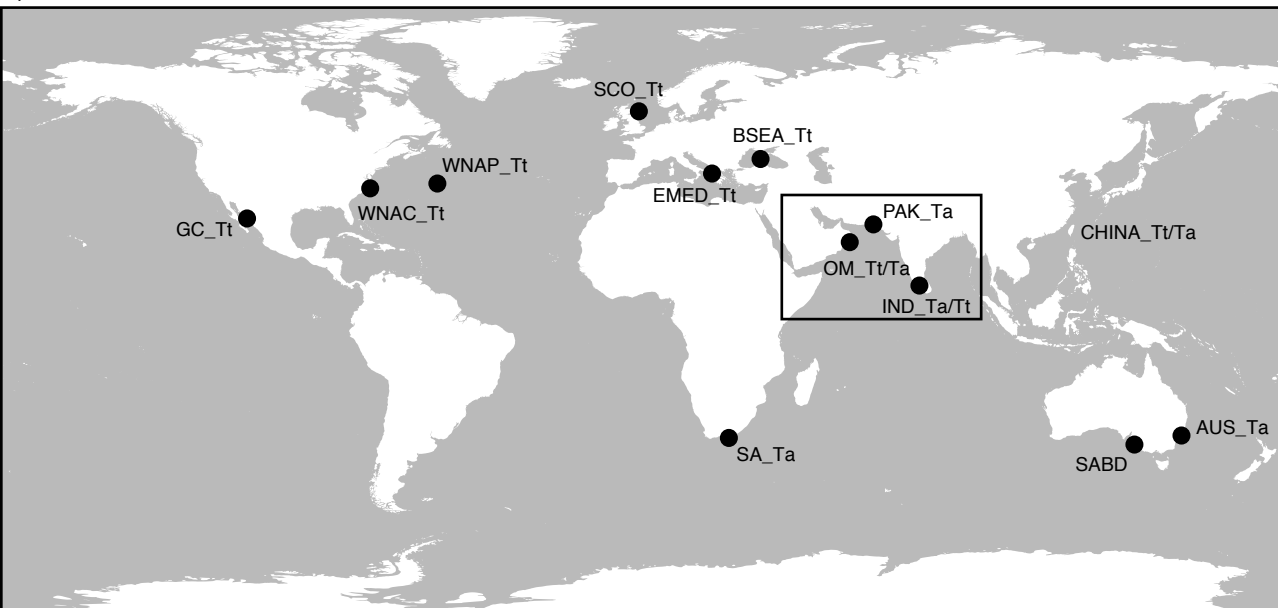 SCO_Tt
BSEA_Tt
WNAP_Tt
EMED_Tt
WNAC_Tt
GC_Tt
PAK_Ta
CHINA_Tt/Ta
OM_Tt/Ta
IND_Ta/Tt
AUS_Ta
SA_Ta
SABD